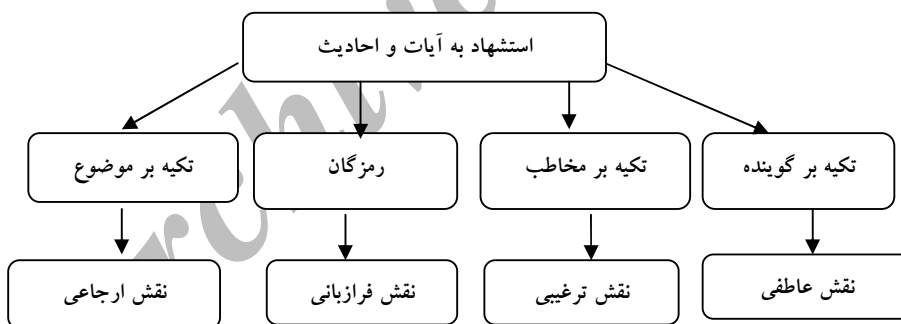 استشهاد به آیات و احادیث
تکیه بر گوینده
تکیه بر مخاطب
رمزگان
تکیه بر موضوع
نقش عاطفی
نقش ترغیبی
نقش فرازبانی
نقش ارجاعی